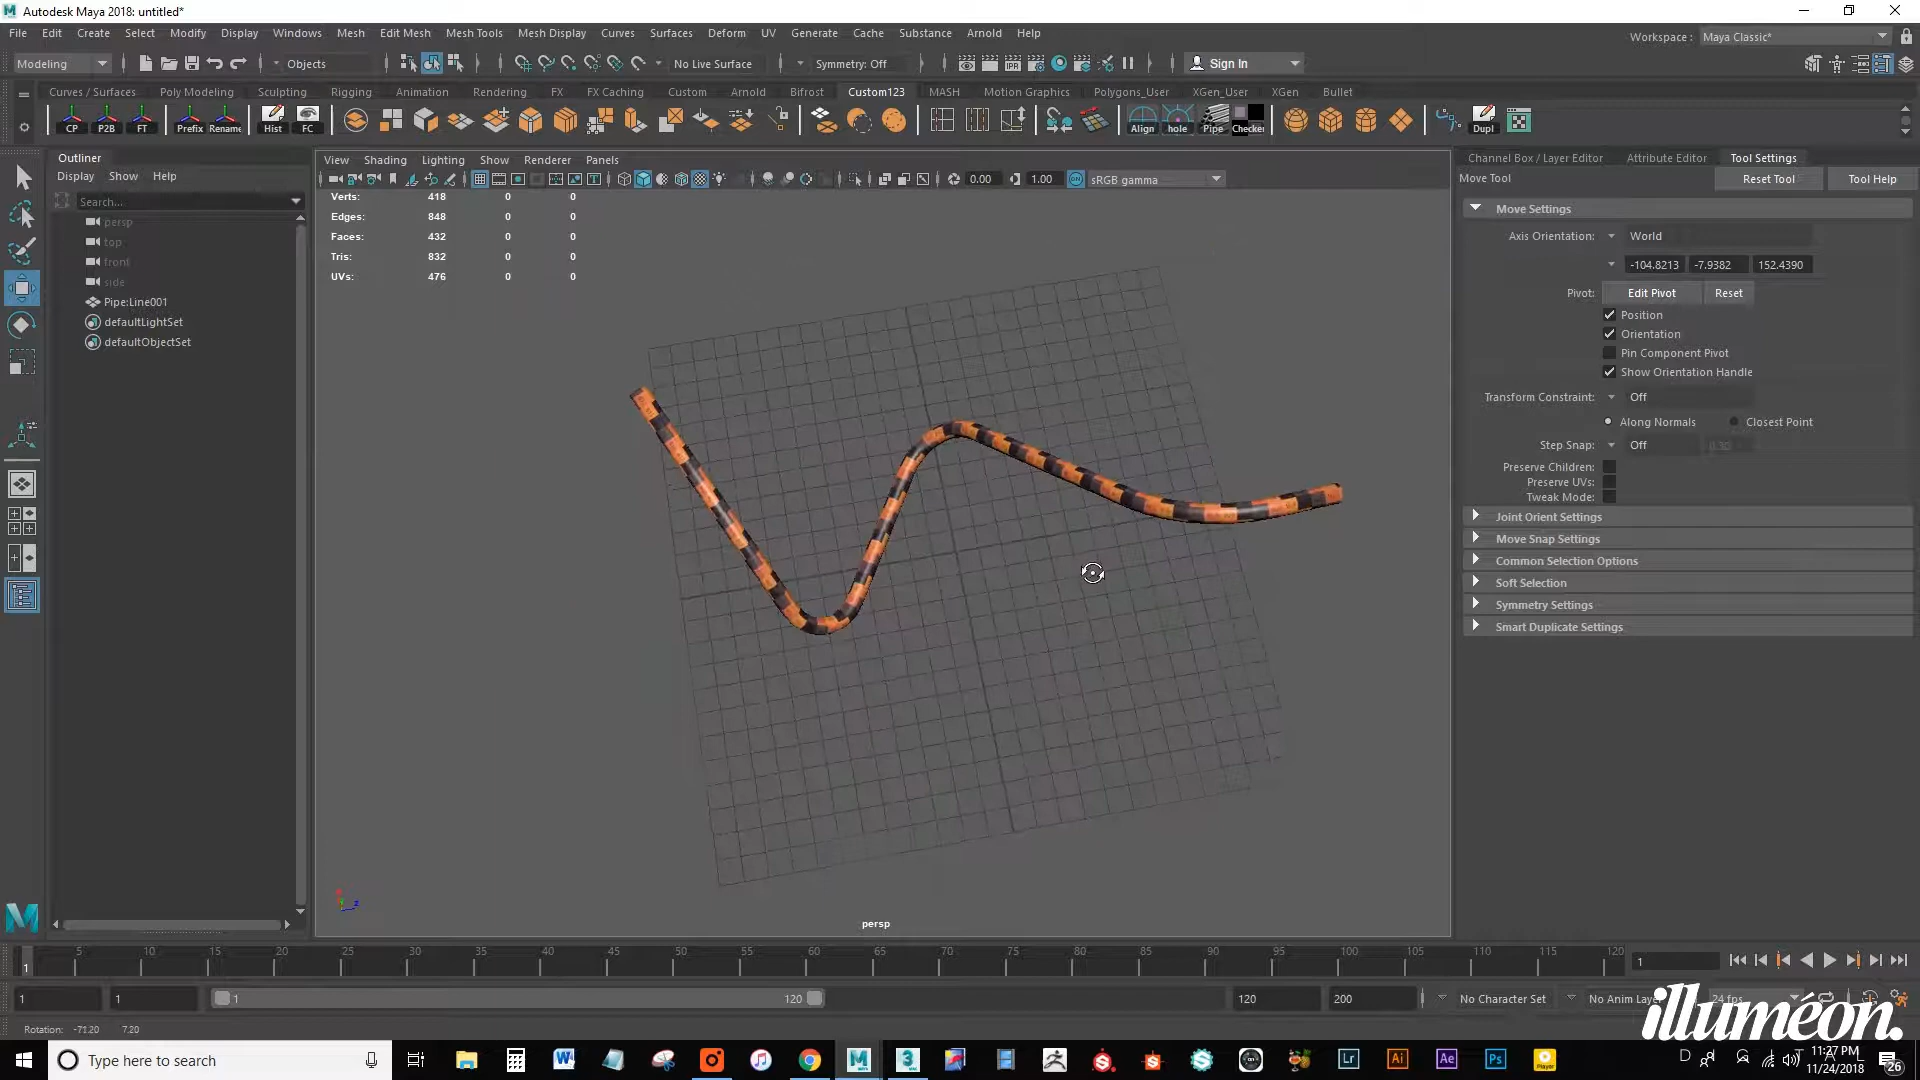 Autodesk Maya 2018: untitled*
File Edit Create Select Modify Display Windows Mesh Edit Mesh Mesh Tools Mesh Display Curves Surfaces Deform UV Generate Cache Substance Arnold Help
Workspace : Maya Classic*
Modeling Objects No Live Surface Symmetry: Off Sign In
Curves / Surfaces Poly Modeling Sculpting Rigging Animation Rendering FX FX Caching Custom Arnold Bifrost Custom123 MASH Motion Graphics Polygons_User XGen_User XGen Bullet
CP P2B FT Prefix Rename Hist FC Align hole Pipe Checker Dupl
Outliner
Display Show Help
Search...
persp
top
front
side
Pipe:Line001
defaultLightSet
defaultObjectSet
View Shading Lighting Show Renderer Panels
0.00 1.00 ON sRGB gamma
Verts: 418 0 0
Edges: 848 0 0
Faces: 432 0 0
Tris: 832 0 0
UVs: 476 0 0
persp
Channel Box / Layer Editor Attribute Editor Tool Settings
Move Tool Reset Tool Tool Help
Move Settings
Axis Orientation: World
-104.8213 -7.9382 152.4390
Pivot: Edit Pivot Reset
Position
Orientation
Pin Component Pivot
Show Orientation Handle
Transform Constraint: Off
Along Normals Closest Point
Step Snap: Off
Preserve Children:
Preserve UVs:
Tweak Mode:
Joint Orient Settings
Move Snap Settings
Common Selection Options
Soft Selection
Symmetry Settings
Smart Duplicate Settings
5 10 15 20 25 30 35 40 45 50 55 60 65 70 75 80 85 90 95 100 105 110 115 120
1 1
1 1 1 120 120 200 No Character Set No Anim Lay 24 fps
illuméon.
Rotation: -71.20 7.20
Type here to search
Lr Ai Ae Ps
11:27 PM
11/24/2018
26